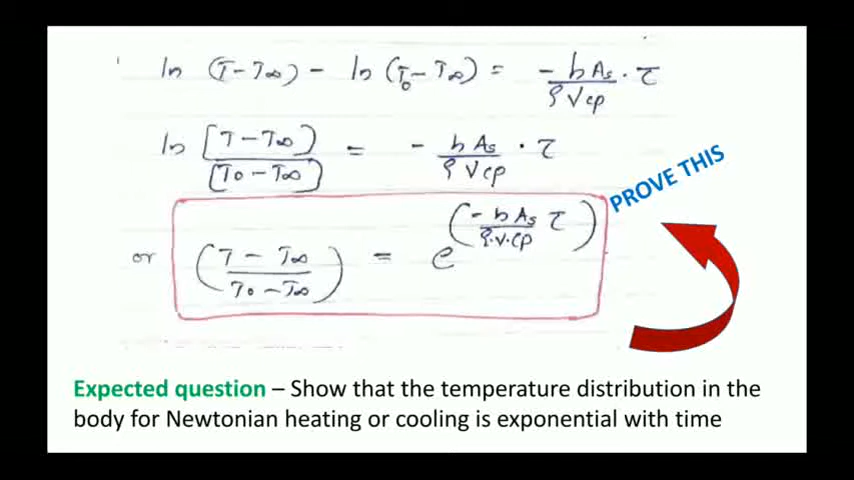 ln (T-T∞) - ln (T₀-T∞) = -hAs/ρVcp · τ
ln [T-T∞]/[T₀-T∞] = - hAs/ρVcp · τ
PROVE THIS
or (T-T∞/T₀-T∞) = e^(-hAs/ρ.V.cp τ)
Expected question – Show that the temperature distribution in the
body for Newtonian heating or cooling is exponential with time